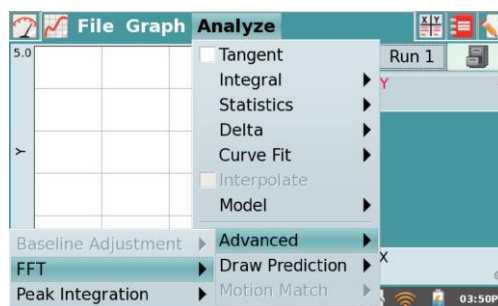 File Graph Analyze
5.0
Y
Run 1
Y
Tangent
Integral
Statistics
Delta
Curve Fit
Interpolate
Model
Advanced
Draw Prediction
Motion Match
Baseline Adjustment
FFT
Peak Integration
X
03:50P